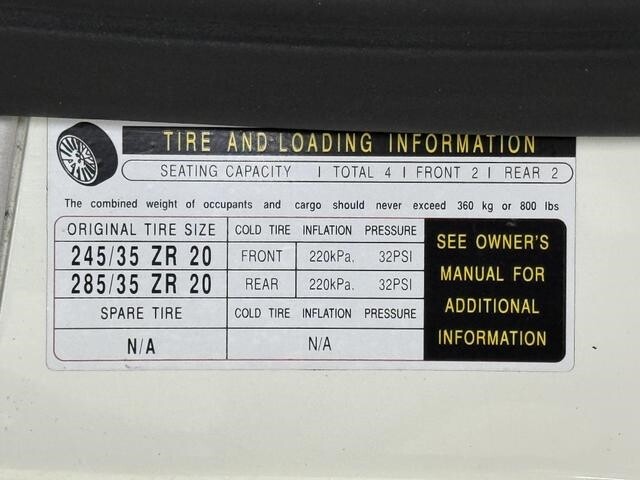 TIRE AND LOADING INFORMATION
SEATING CAPACITY | TOTAL 4 | FRONT 2 | REAR 2
The combined weight of occupants and cargo should never exceed 360 kg or 800 lbs
ORIGINAL TIRE SIZE COLD TIRE INFLATION PRESSURE
245/35 ZR 20 FRONT 220kPa. 32PSI
285/35 ZR 20 REAR 220kPa. 32PSI
SPARE TIRE COLD TIRE INFLATION PRESSURE
N/A N/A
SEE OWNER'S
MANUAL FOR
ADDITIONAL
INFORMATION